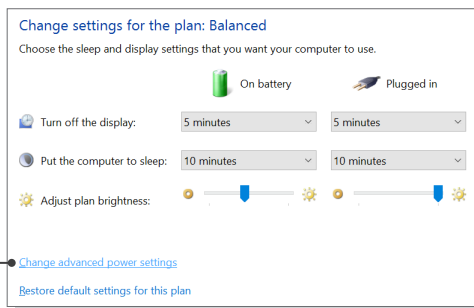 Change settings for the plan: Balanced
Choose the sleep and display settings that you want your computer to use.
On battery Plugged in
Turn off the display: 5 minutes 5 minutes
Put the computer to sleep: 10 minutes 10 minutes
Adjust plan brightness:
Change advanced power settings
Restore default settings for this plan